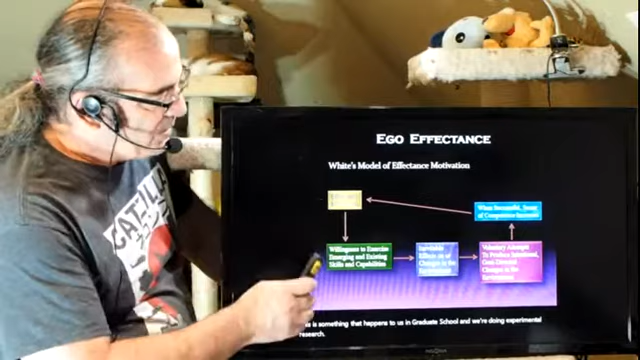 EGO EFFECTANCE
White's Model of Effectance Motivation
When Successful, Sense
of Competence Increases
Willingness to Exercise
Emerging and Existing
Skills and Capabilities
Inevitable
Effects on or
Changes in the
Environment
Voluntary Attempts
To Produce Intentional,
Goal-Directed
Changes in the
Environment
is something that happens to us in Graduate School and we're doing experimental
research.